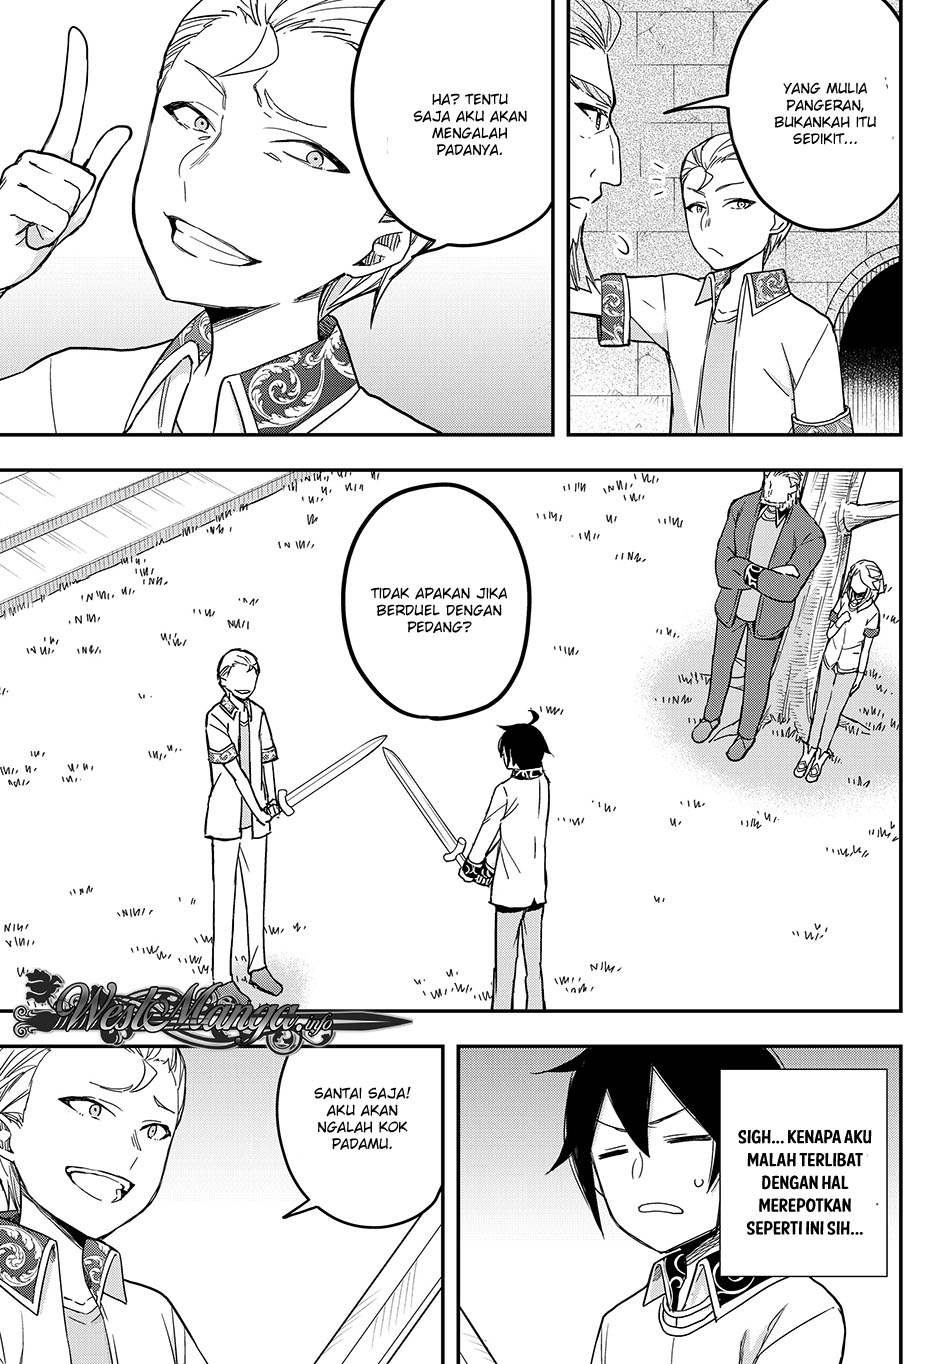 YANG MULIA
PANGERAN,
BUKANKAH ITU
SEDIKIT...
HA? TENTU
SAJA AKU AKAN
MENGALAH
PADANYA.
TIDAK APAKAN JIKA
BERDUEL DENGAN
PEDANG?
WestManga.info
SIGH... KENAPA AKU
MALAH TERLIBAT
DENGAN HAL
MEREPOTKAN
SEPERTI INI SIH...
SANTAI SAJA!
AKU AKAN
NGALAH KOK
PADAMU.